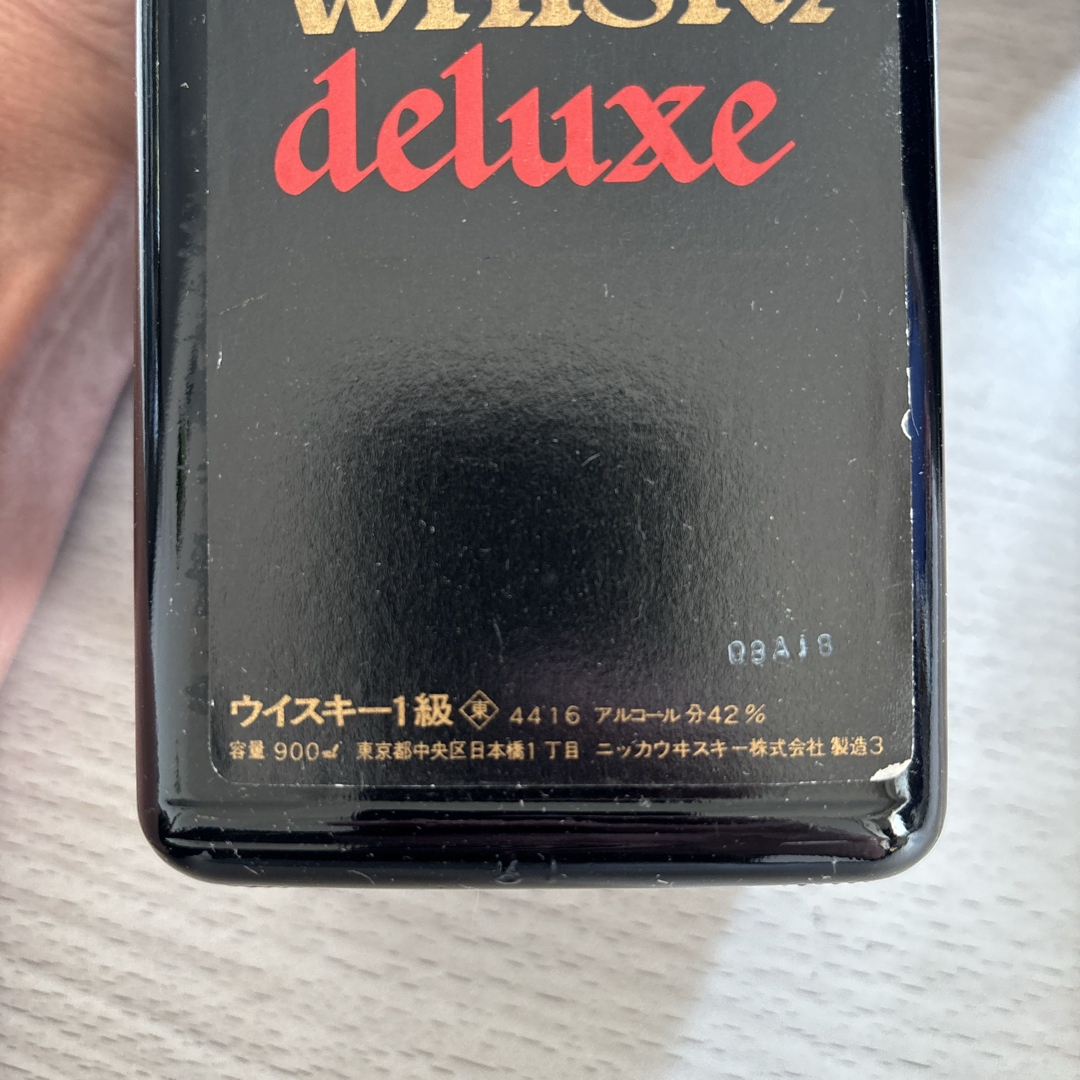 WHISKY
deluxe
03A18
ウイスキー1級 東 4416 アルコール分42%
容量 900㎖ 東京都中央区日本橋1丁目 ニッカウヰスキー株式会社 製造3